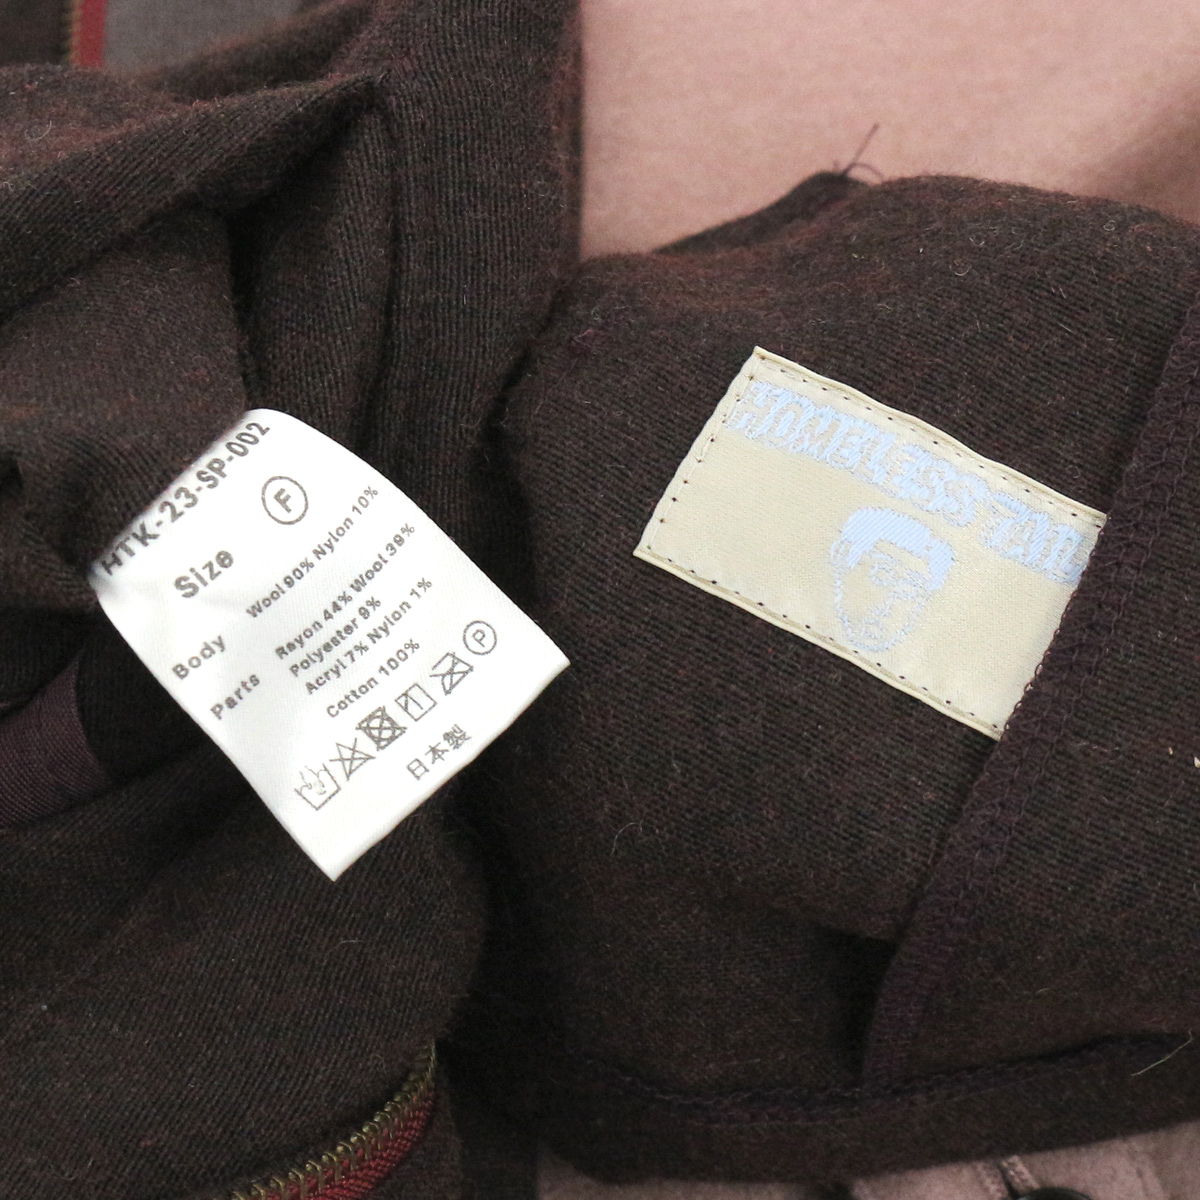 HTK-23-SP-002
Size F
Body Wool 90% Nylon 10%
Parts Rayon 44% Wool 39%
Polyester 9%
Acryl 7% Nylon 1%
Cotton 100%
P
日本製
HOMELESS TAIL